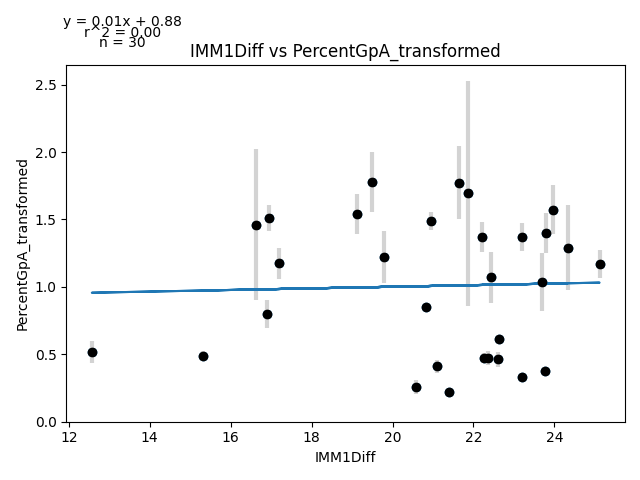 y = 0.01x + 0.88
r^2 = 0.00
n = 30
IMM1Diff vs PercentGpA_transformed
2.5
2.0
1.5
1.0
0.5
0.0
PercentGpA_transformed
12 14 16 18 20 22 24
IMM1Diff